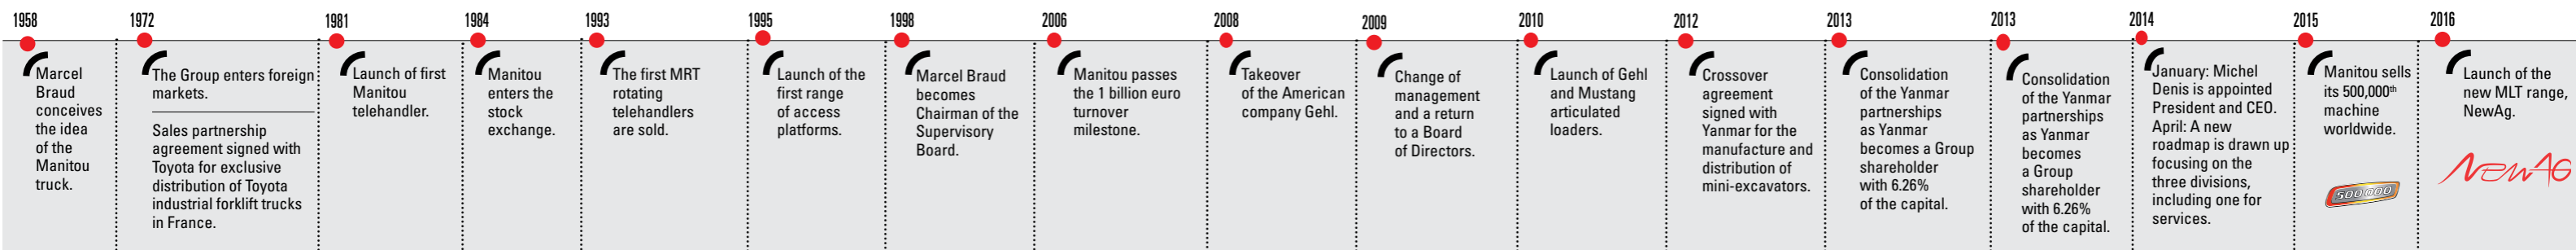 1958
Marcel
Braud
conceives
the idea
of the
Manitou
truck.
1972
The Group enters foreign
markets.
Sales partnership
agreement signed with
Toyota for exclusive
distribution of Toyota
industrial forklift trucks
in France.
1981
Launch of first
Manitou
telehandler.
1984
Manitou
enters the
stock
exchange.
1993
The first MRT
rotating
telehandlers
are sold.
1995
Launch of the
first range
of access
platforms.
1998
Marcel Braud
becomes
Chairman of the
Supervisory
Board.
2006
Manitou passes
the 1 billion euro
turnover
milestone.
2008
Takeover
of the American
company Gehl.
2009
Change of
management
and a return
to a Board
of Directors.
2010
Launch of Gehl
and Mustang
articulated
loaders.
2012
Crossover
agreement
signed with
Yanmar for the
manufacture and
distribution of
mini-excavators.
2013
Consolidation
of the Yanmar
partnerships
as Yanmar
becomes a Group
shareholder
with 6.26%
of the capital.
2013
Consolidation
of the Yanmar
partnerships
as Yanmar
becomes
a Group
shareholder
with 6.26%
of the capital.
2014
January: Michel
Denis is appointed
President and CEO.
April: A new
roadmap is drawn up
focusing on the
three divisions,
including one for
services.
2015
Manitou sells
its 500,000th
machine
worldwide.
500 000
2016
Launch of the
new MLT range,
NewAg.
NewAG